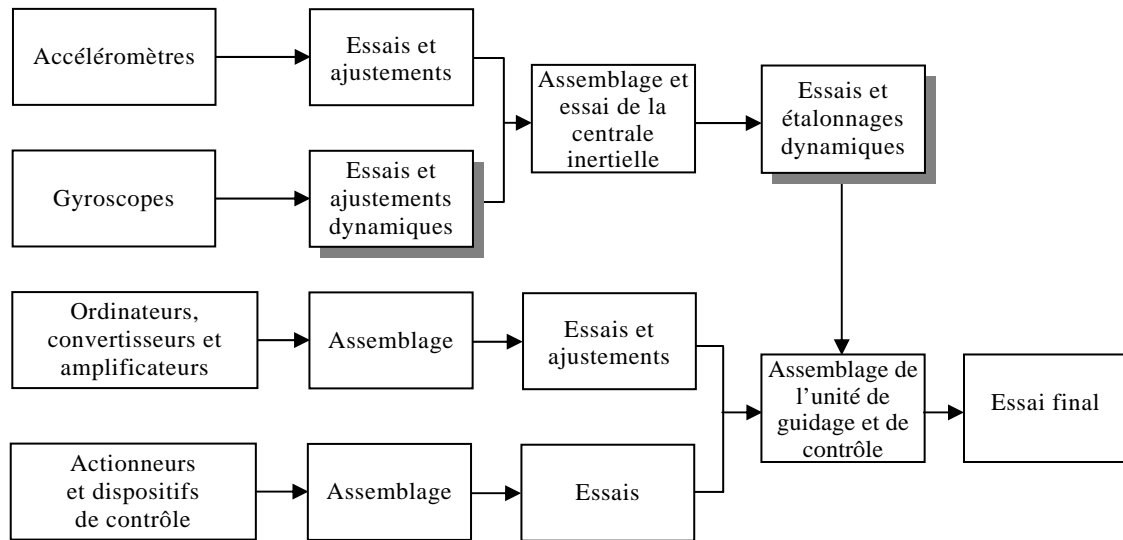 Accéléromètres
Essais et
ajustements
Assemblage et
essai de la
centrale
inertielle
Essais et
étalonnages
dynamiques
Gyroscopes
Essais et
ajustements
dynamiques
Ordinateurs,
convertisseurs et
amplificateurs
Assemblage
Essais et
ajustements
Assemblage de
l’unité de
guidage et de
contrôle
Essai final
Actionneurs
et dispositifs
de contrôle
Assemblage
Essais